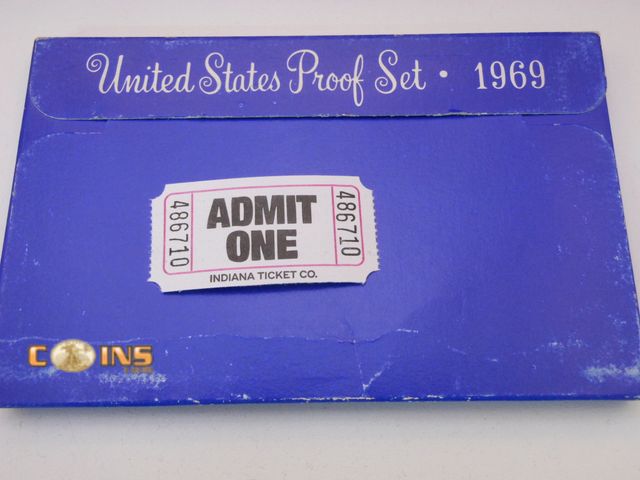 United States Proof Set • 1969
486710
ADMIT
ONE
486710
INDIANA TICKET CO.
COINS